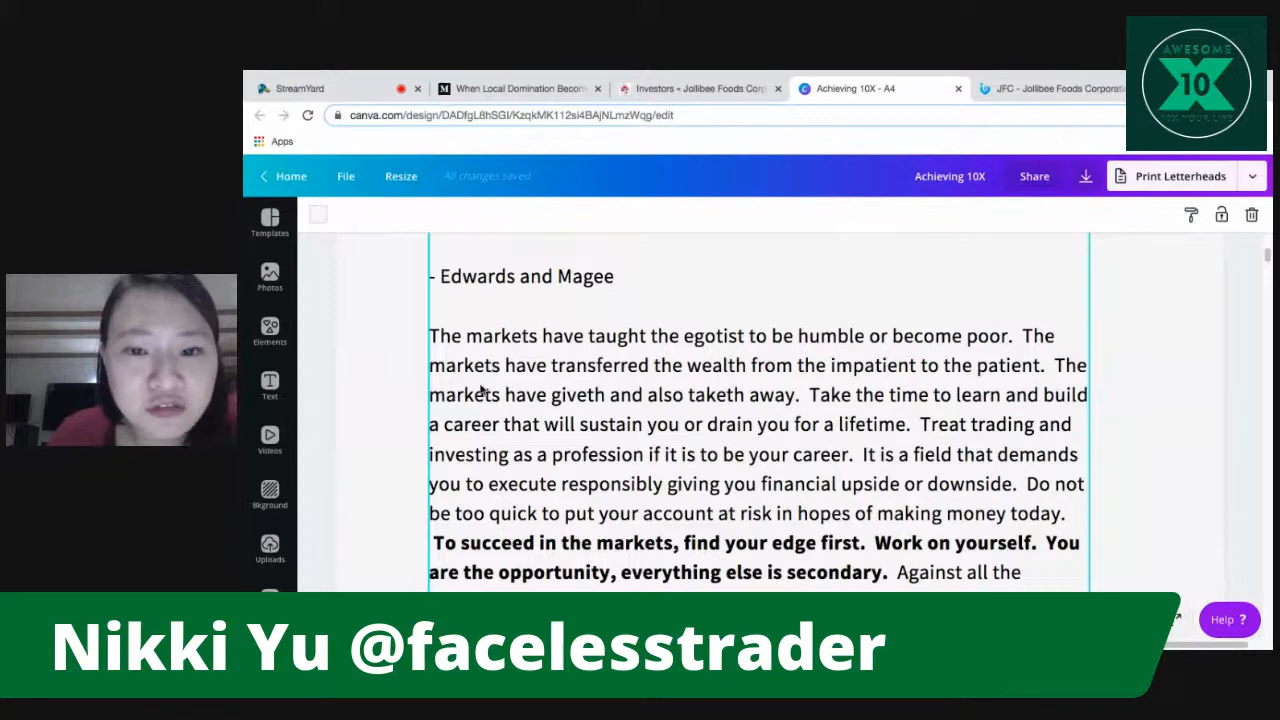 AWESOME
X
10
10X YOUR LIFE
StreamYard
When Local Domination Becom
Investors « Jollibee Foods Corp
Achieving 10X - A4
JFC - Jollibee Foods Corporati
canva.com/design/DADfgL8hSGI/KzqkMK112si4BAjNLmzWqg/edit
Apps
Home File Resize All changes saved Achieving 10X Share Print Letterheads
Templates
Photos
Elements
Text
Videos
Bkground
Uploads
- Edwards and Magee
The markets have taught the egotist to be humble or become poor. The
markets have transferred the wealth from the impatient to the patient. The
markets have giveth and also taketh away. Take the time to learn and build
a career that will sustain you or drain you for a lifetime. Treat trading and
investing as a profession if it is to be your career. It is a field that demands
you to execute responsibly giving you financial upside or downside. Do not
be too quick to put your account at risk in hopes of making money today.
To succeed in the markets, find your edge first. Work on yourself. You
are the opportunity, everything else is secondary. Against all the
Help ?
Nikki Yu @facelesstrader